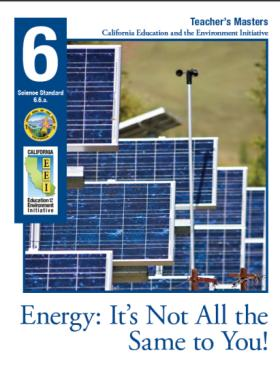 Teacher's Masters
California Education and the Environment Initiative
6
Science Standard
6.6.a.
CALIFORNIA
E
E
I
Education and the
Environment
Initiative
Energy: It's Not All the
Same to You!